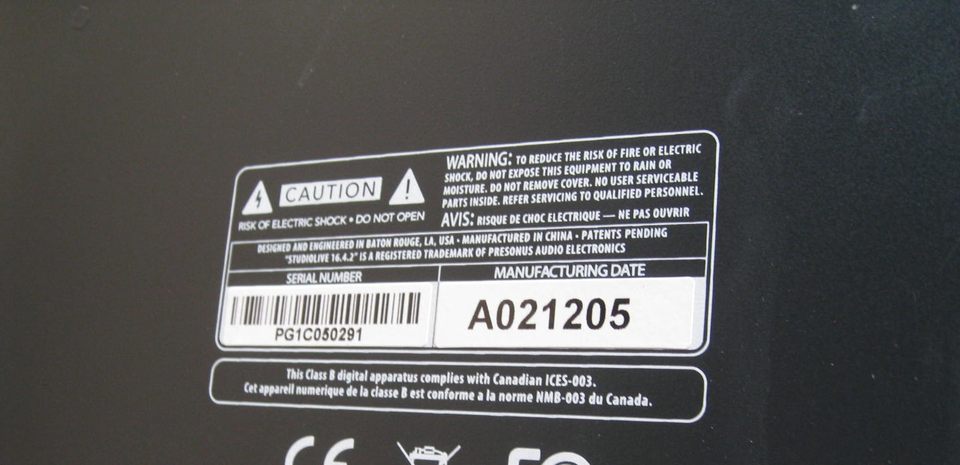 CAUTION
RISK OF ELECTRIC SHOCK • DO NOT OPEN
WARNING: TO REDUCE THE RISK OF FIRE OR ELECTRIC
SHOCK, DO NOT EXPOSE THIS EQUIPMENT TO RAIN OR
MOISTURE. DO NOT REMOVE COVER. NO USER SERVICEABLE
PARTS INSIDE. REFER SERVICING TO QUALIFIED PERSONNEL.
AVIS: RISQUE DE CHOC ELECTRIQUE — NE PAS OUVRIR
DESIGNED AND ENGINEERED IN BATON ROUGE, LA, USA • MANUFACTURED IN CHINA • PATENTS PENDING
"STUDIOLIVE 16.4.2" IS A REGISTERED TRADEMARK OF PRESONUS AUDIO ELECTRONICS
SERIAL NUMBER
PG1C050291
MANUFACTURING DATE
A021205
This Class B digital apparatus complies with Canadian ICES-003.
Cet appareil numerique de la classe B est conforme a la norme NMB-003 du Canada.
CE
FC